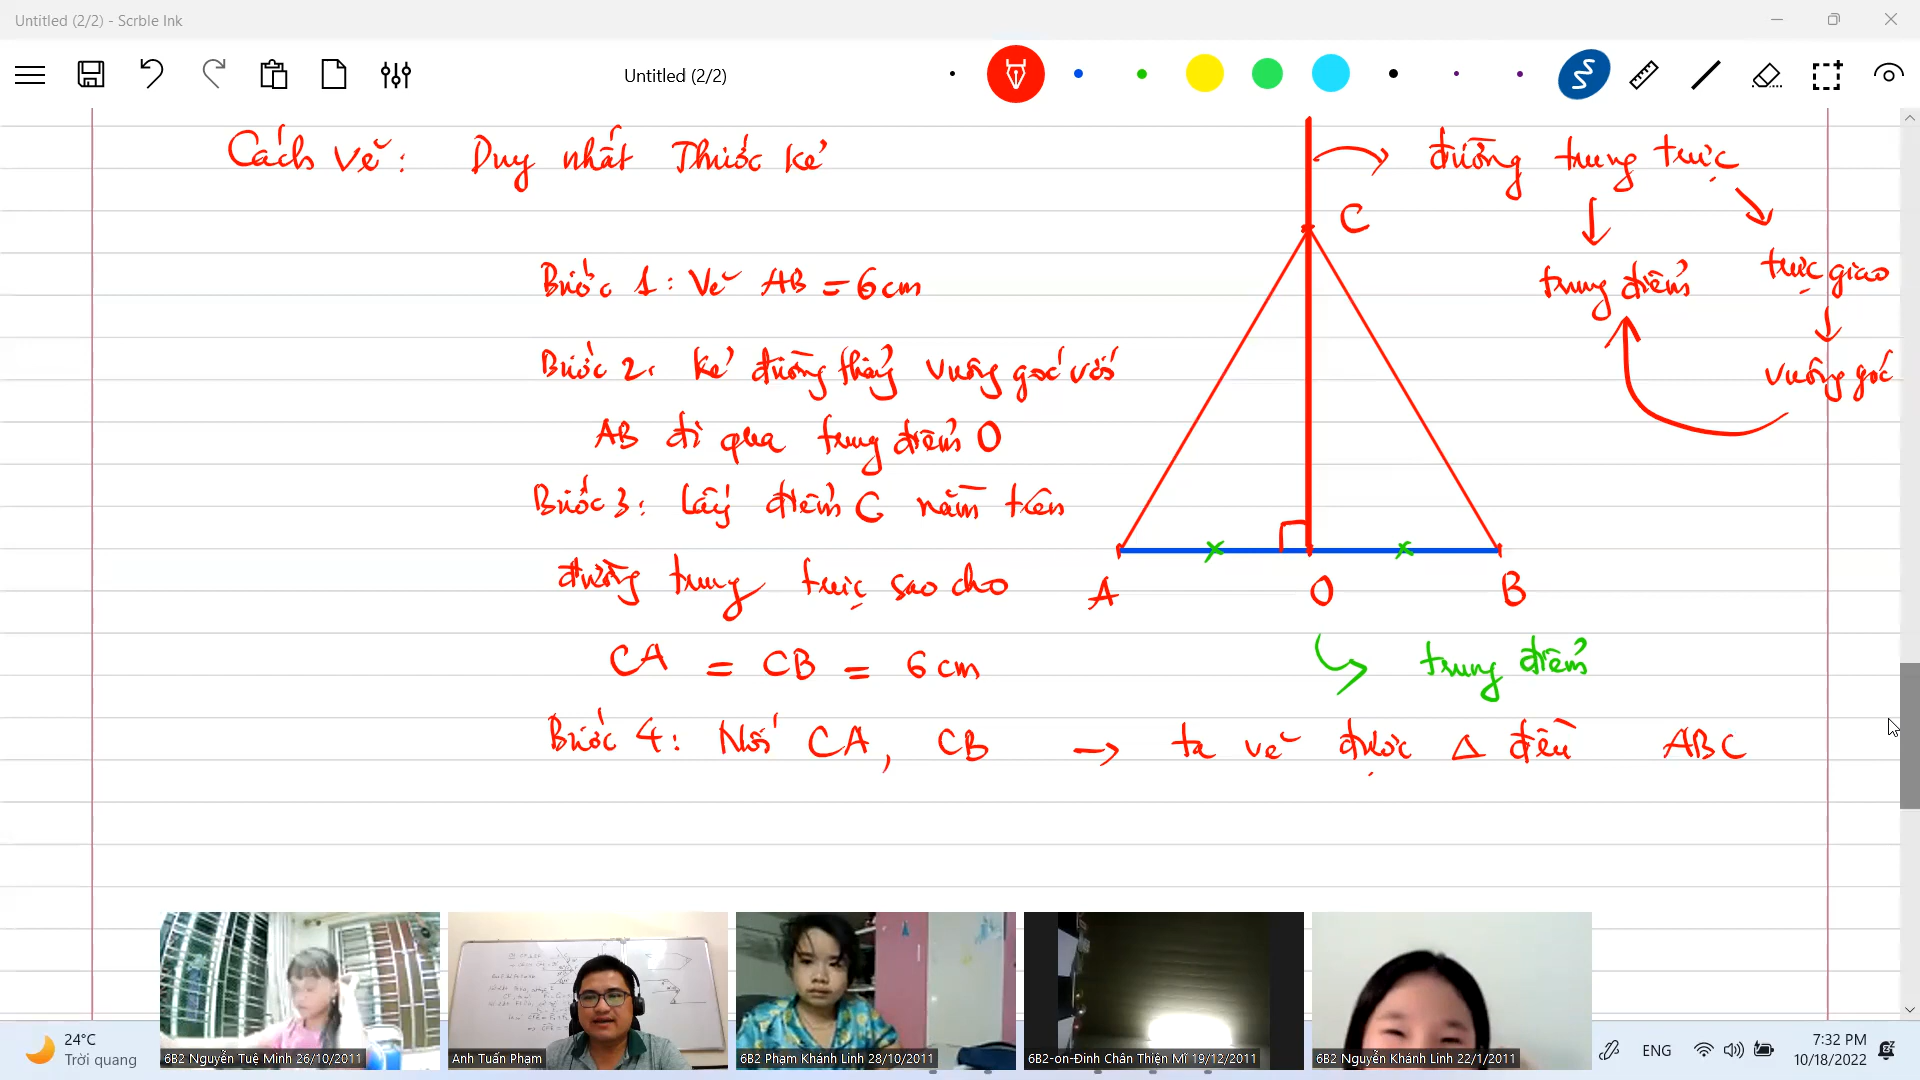 Untitled (2/2) - Scrble Ink
Untitled (2/2)
Cách vẽ: Duy nhất Thước kẻ
đường trung trực
C
trung điểm
trực giao
vuông góc
Bước 1: Vẽ AB = 6 cm
Bước 2: Kẻ đường thẳng vuông góc với
AB đi qua trung điểm O
Bước 3: Lấy điểm C nằm trên
đường trung trực sao cho
CA = CB = 6 cm
A
O
B
trung điểm
Bước 4: Nối CA, CB → ta vẽ được Δ đều ABC
6B2 Nguyễn Tuệ Minh 26/10/2011
Anh Tuấn Phạm
6B2 Phạm Khánh Linh 28/10/2011
6B2-on-Đinh Chân Thiện Mĩ 19/12/2011
6B2 Nguyễn Khánh Linh 22/1/2011
24°C
Trời quang
ENG
7:32 PM
10/18/2022